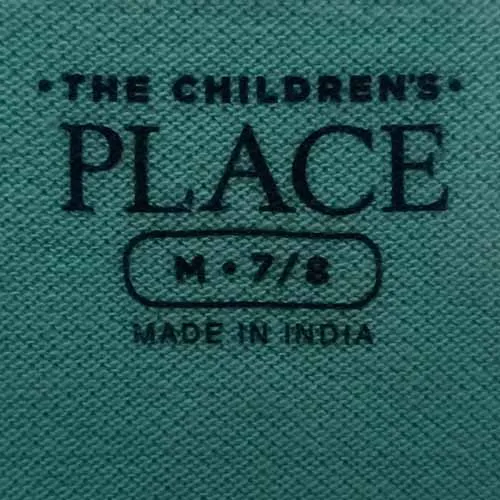 • THE CHILDREN'S •
PLACE
M • 7/8
MADE IN INDIA